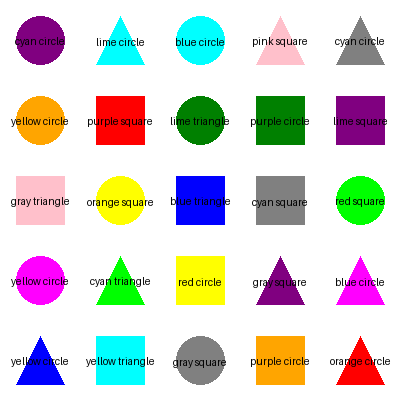 cyan circle lime circle blue circle pink square cyan circle
yellow circle purple square lime triangle purple circle lime square
gray triangle orange square blue triangle cyan square red square
yellow circle cyan triangle red circle gray square blue circle
yellow circle yellow triangle gray square purple circle orange circle